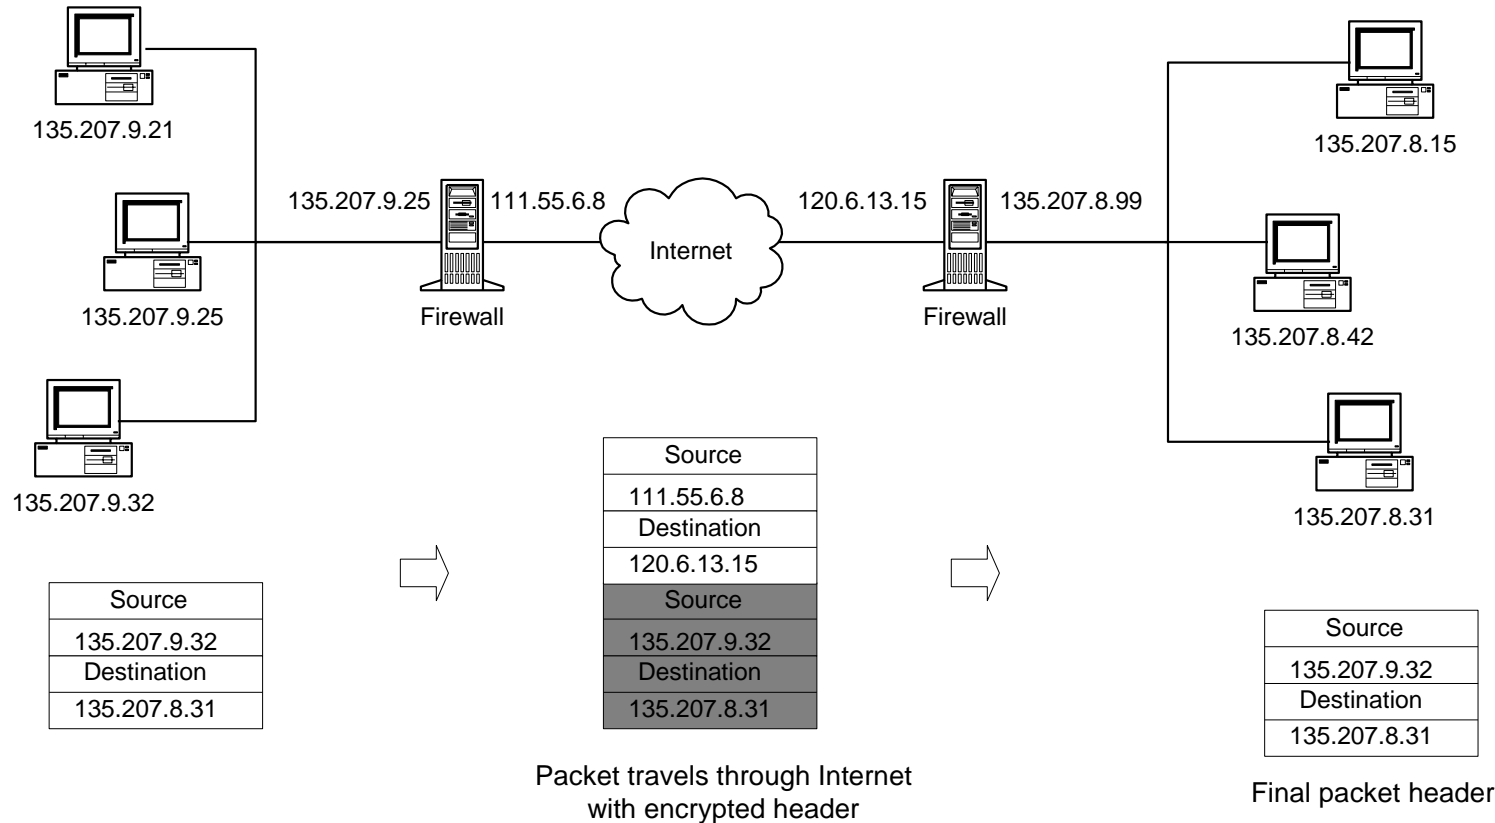 135.207.9.21
135.207.8.15
135.207.9.25
111.55.6.8
120.6.13.15
135.207.8.99
Internet
135.207.9.25
Firewall
Firewall
135.207.8.42
135.207.9.32
135.207.8.31
Source
135.207.9.32
Destination
135.207.8.31
Source
111.55.6.8
Destination
120.6.13.15
Source
135.207.9.32
Destination
135.207.8.31
Packet travels through Internet
with encrypted header
Source
135.207.9.32
Destination
135.207.8.31
Final packet header